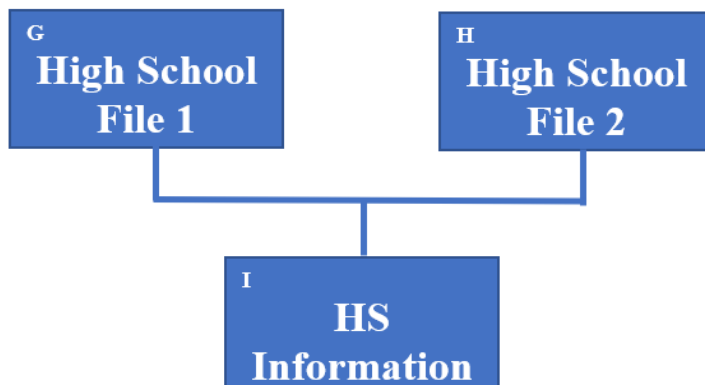 G
High School
File 1
H
High School
File 2
I
HS
Information